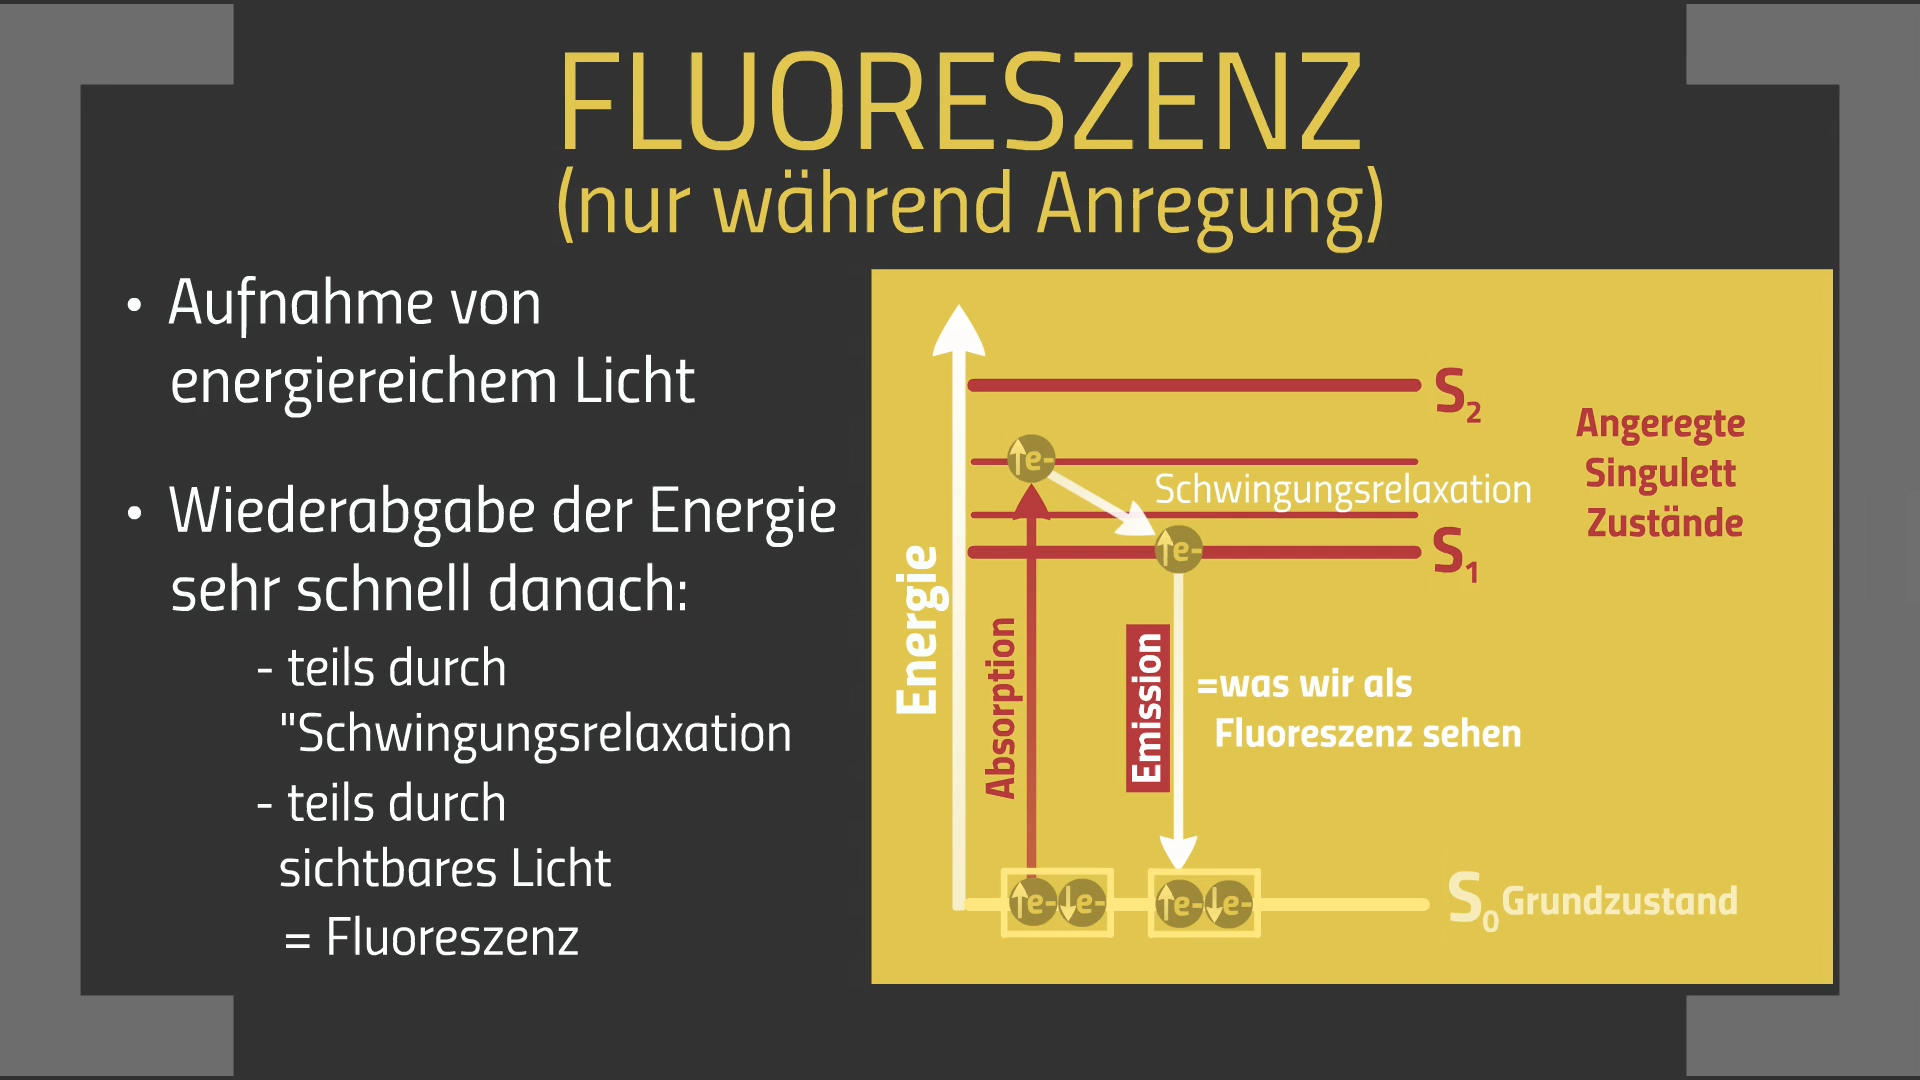 FLUORESZENZ
(nur während Anregung)
• Aufnahme von
energiereichem Licht
• Wiederabgabe der Energie
sehr schnell danach:
- teils durch
"Schwingungsrelaxation
- teils durch
sichtbares Licht
= Fluoreszenz
Energie
S2
Angeregte
Singulett
Zustände
↑e-
Schwingungsrelaxation
↑e-
S1
Absorption
Emission
=was wir als
Fluoreszenz sehen
↑e- ↓e-
↑e- ↓e-
S0 Grundzustand